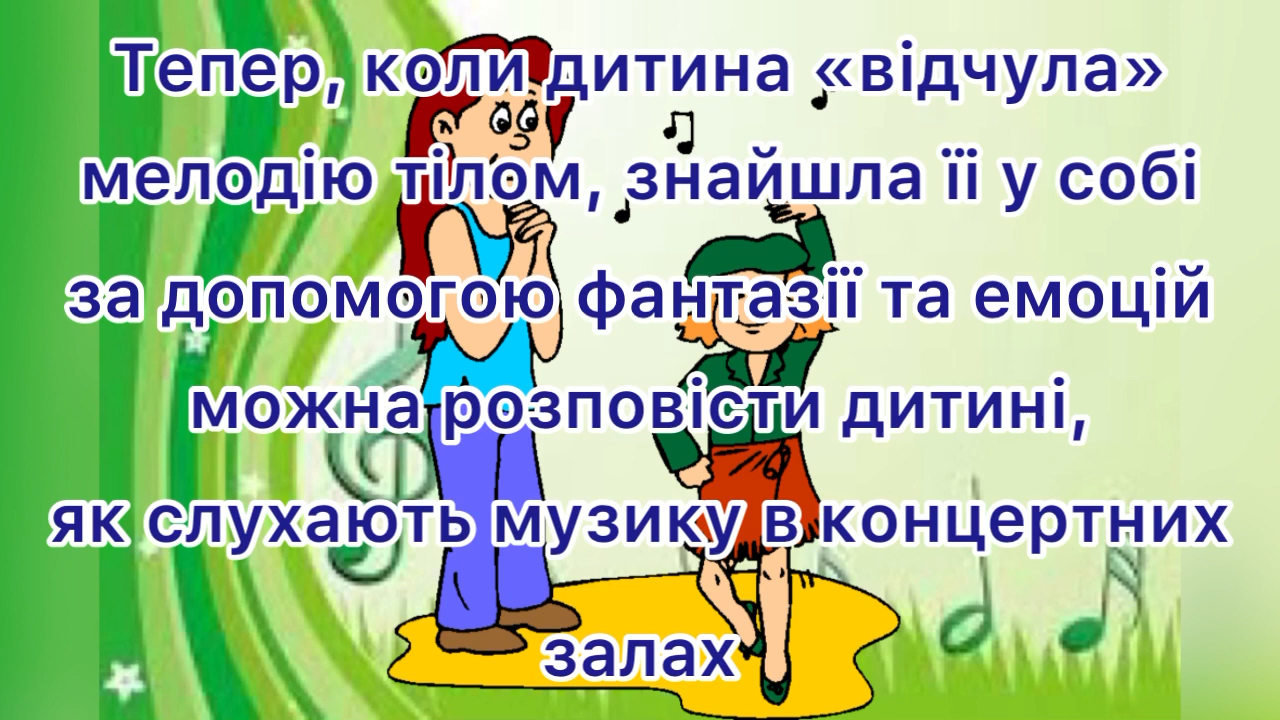 Тепер, коли дитина «відчула»
мелодію тілом, знайшла її у собі
за допомогою фантазії та емоцій
можна розповісти дитині,
як слухають музику в концертних
залах